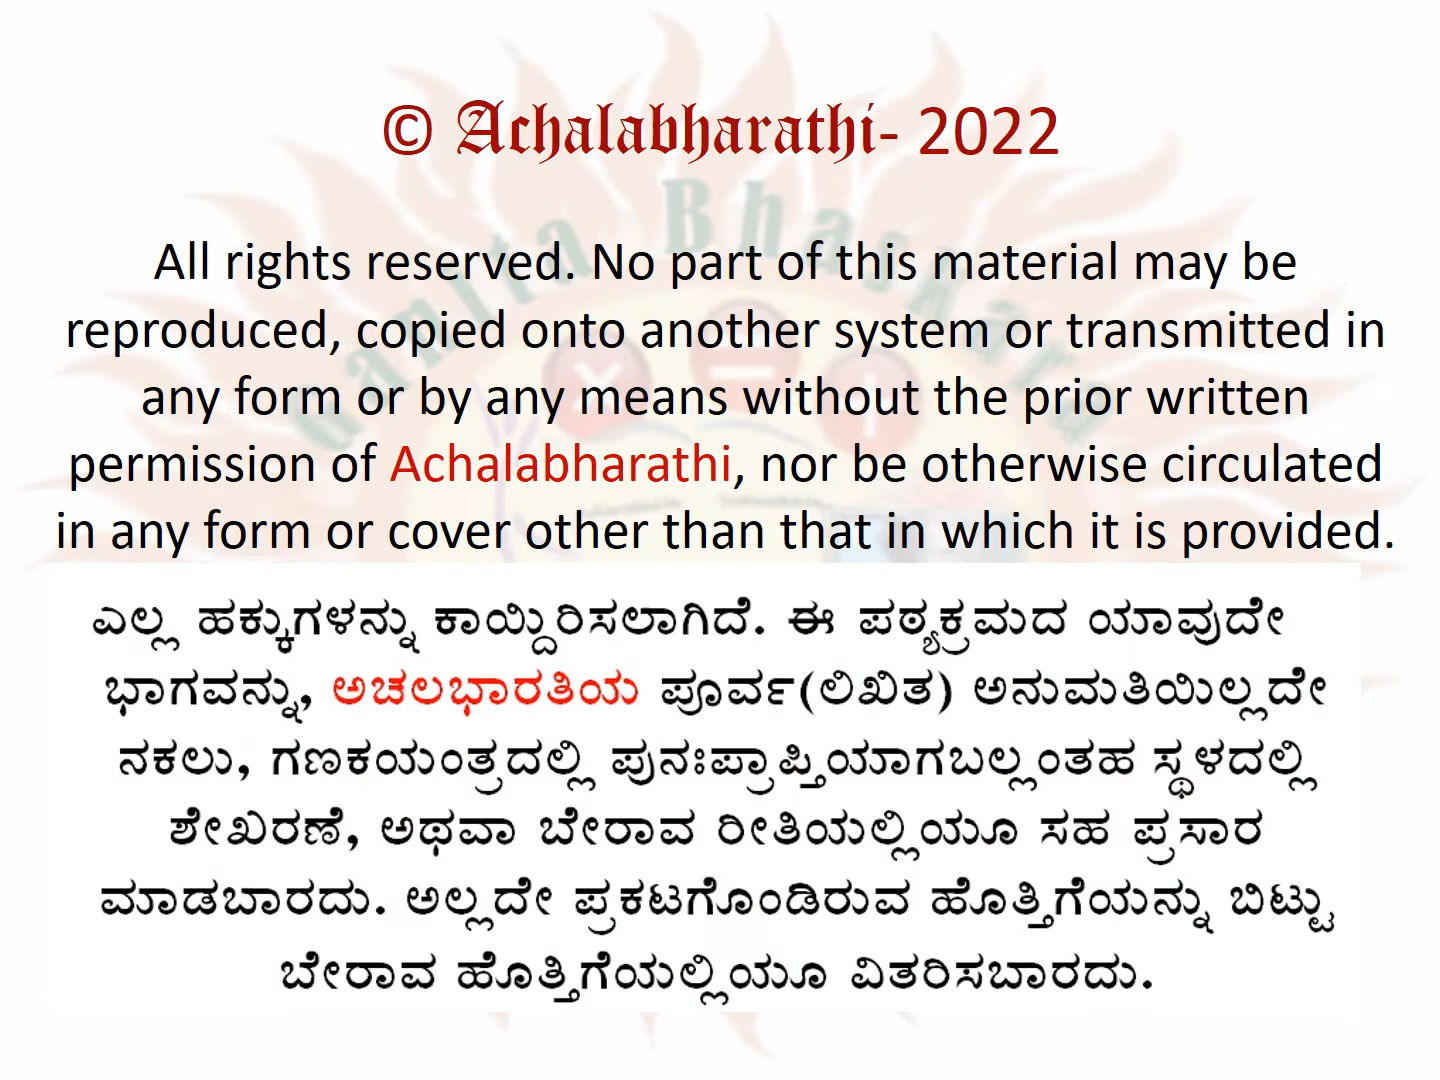 © Achalabharathi- 2022
Ganita Bhaskara
All rights reserved. No part of this material may be
reproduced, copied onto another system or transmitted in
any form or by any means without the prior written
permission of Achalabharathi, nor be otherwise circulated
in any form or cover other than that in which it is provided.
ಎಲ್ಲ ಹಕ್ಕುಗಳನ್ನು ಕಾಯ್ದಿರಿಸಲಾಗಿದೆ. ಈ ಪಠ್ಯಕ್ರಮದ ಯಾವುದೇ
ಭಾಗವನ್ನು, ಅಚಲಭಾರತಿಯ ಪೂರ್ವ(ಲಿಖಿತ) ಅನುಮತಿಯಿಲ್ಲದೇ
ನಕಲು, ಗಣಕಯಂತ್ರದಲ್ಲಿ ಪುನಃಪ್ರಾಪ್ತಿಯಾಗಬಲ್ಲಂತಹ ಸ್ಥಳದಲ್ಲಿ
ಶೇಖರಣೆ, ಅಥವಾ ಬೇರಾವ ರೀತಿಯಲ್ಲಿಯೂ ಸಹ ಪ್ರಸಾರ
ಮಾಡಬಾರದು. ಅಲ್ಲದೇ ಪ್ರಕಟಗೊಂಡಿರುವ ಹೊತ್ತಿಗೆಯನ್ನು ಬಿಟ್ಟು
ಬೇರಾವ ಹೊತ್ತಿಗೆಯಲ್ಲಿಯೂ ವಿತರಿಸಬಾರದು.